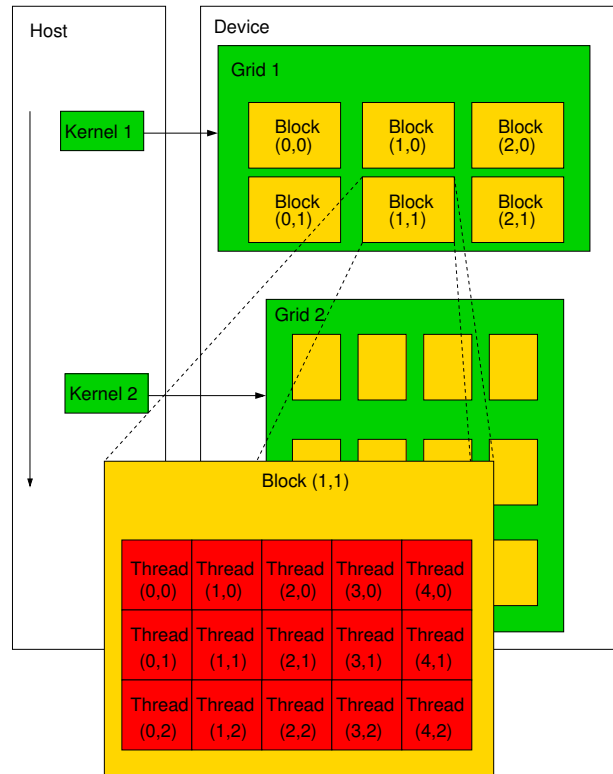 Host
Device
Grid 1
Kernel 1
Block
(0,0)
Block
(1,0)
Block
(2,0)
Block
(0,1)
Block
(1,1)
Block
(2,1)
Grid 2
Kernel 2
Block (1,1)
Thread
(0,0)
Thread
(1,0)
Thread
(2,0)
Thread
(3,0)
Thread
(4,0)
Thread
(0,1)
Thread
(1,1)
Thread
(2,1)
Thread
(3,1)
Thread
(4,1)
Thread
(0,2)
Thread
(1,2)
Thread
(2,2)
Thread
(3,2)
Thread
(4,2)